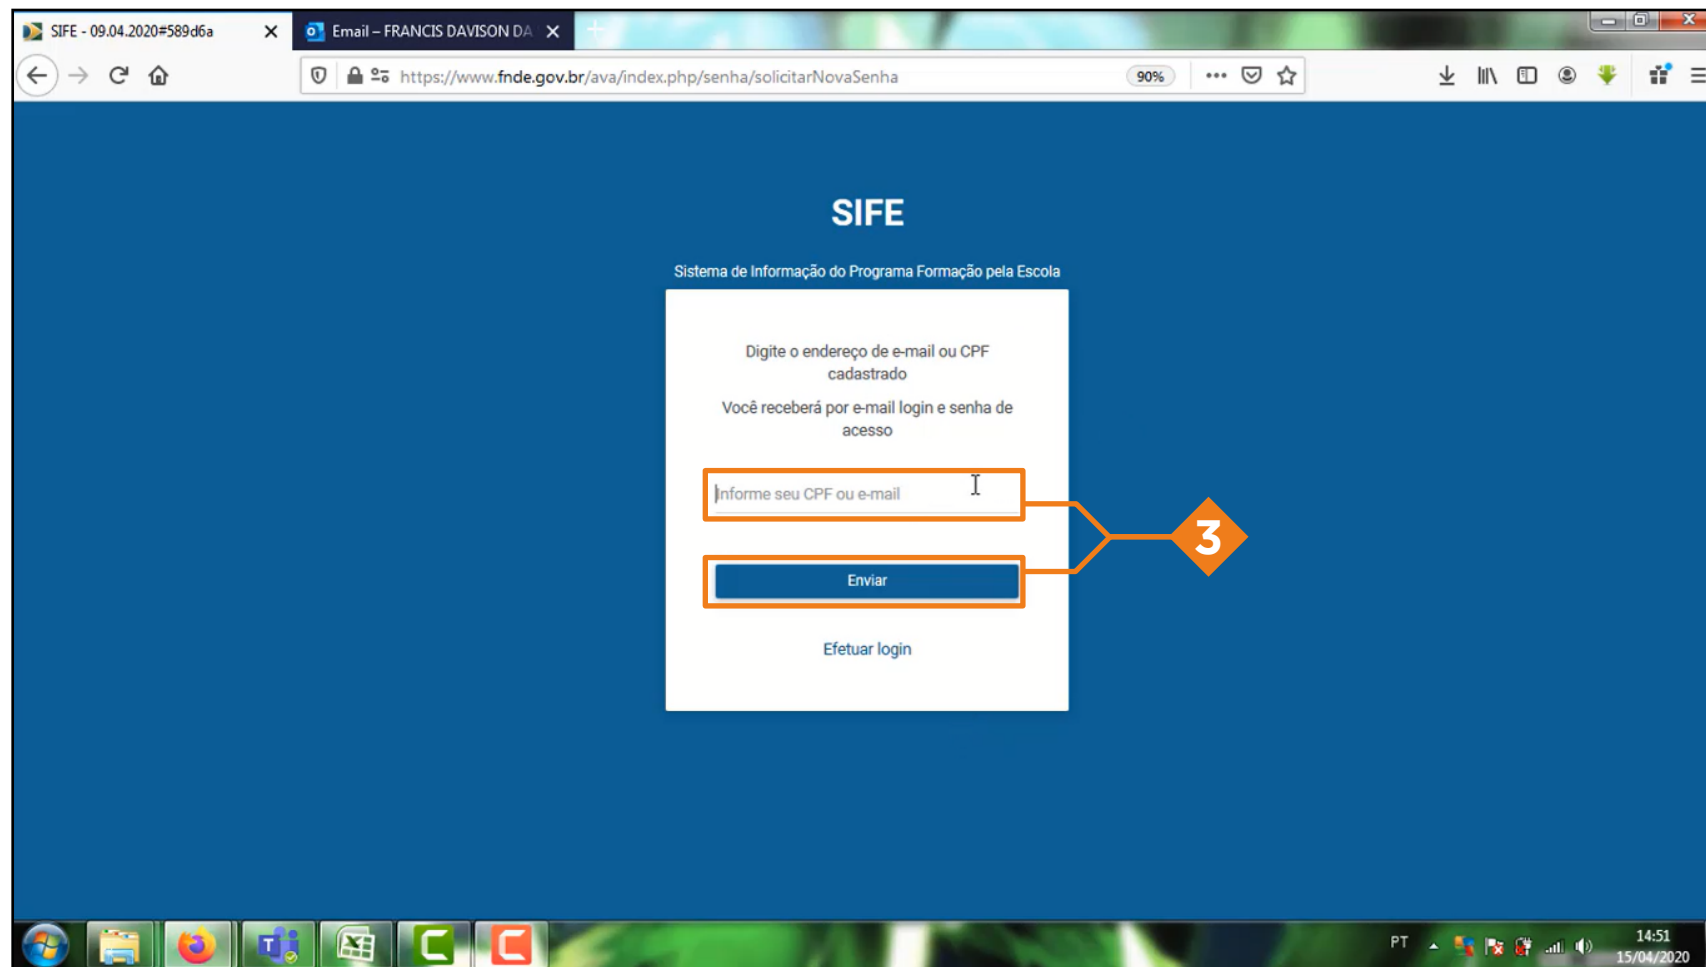 SIFE - 09.04.2020#589d6a
Email – FRANCIS DAVISON DA
https://www.fnde.gov.br/ava/index.php/senha/solicitarNovaSenha
90%
SIFE
Sistema de Informação do Programa Formação pela Escola
Digite o endereço de e-mail ou CPF
cadastrado
Você receberá por e-mail login e senha de
acesso
Informe seu CPF ou e-mail
3
Enviar
Efetuar login
PT
14:51
15/04/2020